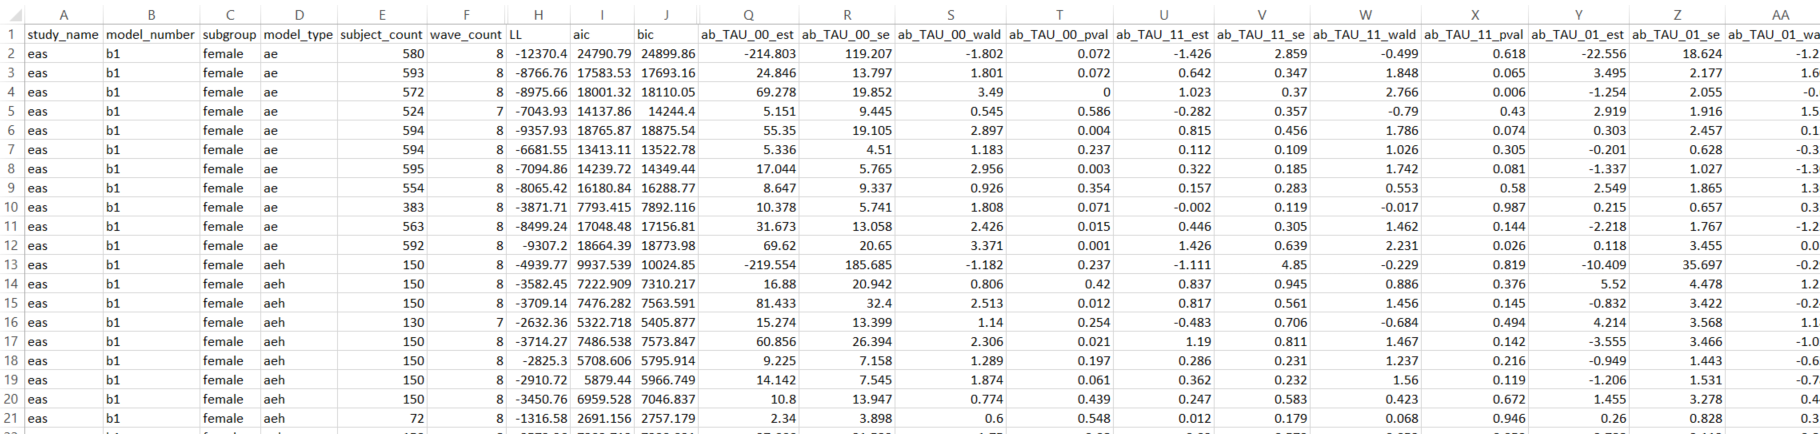 A B C D E F H I J Q R S T U V W X Y Z AA
1 study_name model_number subgroup model_type subject_count wave_count LL aic bic ab_TAU_00_est ab_TAU_00_se ab_TAU_00_wald ab_TAU_00_pval ab_TAU_11_est ab_TAU_11_se ab_TAU_11_wald ab_TAU_11_pval ab_TAU_01_est ab_TAU_01_se ab_TAU_01_wa
2 eas b1 female ae 580 8 -12370.4 24790.79 24899.86 -214.803 119.207 -1.802 0.072 -1.426 2.859 -0.499 0.618 -22.556 18.624 -1.2
3 eas b1 female ae 593 8 -8766.76 17583.53 17693.16 24.846 13.797 1.801 0.072 0.642 0.347 1.848 0.065 3.495 2.177 1.6
4 eas b1 female ae 572 8 -8975.66 18001.32 18110.05 69.278 19.852 3.49 0 1.023 0.37 2.766 0.006 -1.254 2.055 -0.
5 eas b1 female ae 524 7 -7043.93 14137.86 14244.4 5.151 9.445 0.545 0.586 -0.282 0.357 -0.79 0.43 2.919 1.916 1.5
6 eas b1 female ae 594 8 -9357.93 18765.87 18875.54 55.35 19.105 2.897 0.004 0.815 0.456 1.786 0.074 0.303 2.457 0.1
7 eas b1 female ae 594 8 -6681.55 13413.11 13522.78 5.336 4.51 1.183 0.237 0.112 0.109 1.026 0.305 -0.201 0.628 -0.3
8 eas b1 female ae 595 8 -7094.86 14239.72 14349.44 17.044 5.765 2.956 0.003 0.322 0.185 1.742 0.081 -1.337 1.027 -1.3
9 eas b1 female ae 554 8 -8065.42 16180.84 16288.77 8.647 9.337 0.926 0.354 0.157 0.283 0.553 0.58 2.549 1.865 1.3
10 eas b1 female ae 383 8 -3871.71 7793.415 7892.116 10.378 5.741 1.808 0.071 -0.002 0.119 -0.017 0.987 0.215 0.657 0.3
11 eas b1 female ae 563 8 -8499.24 17048.48 17156.81 31.673 13.058 2.426 0.015 0.446 0.305 1.462 0.144 -2.218 1.767 -1.2
12 eas b1 female ae 592 8 -9307.2 18664.39 18773.98 69.62 20.65 3.371 0.001 1.426 0.639 2.231 0.026 0.118 3.455 0.0
13 eas b1 female aeh 150 8 -4939.77 9937.539 10024.85 -219.554 185.685 -1.182 0.237 -1.111 4.85 -0.229 0.819 -10.409 35.697 -0.2
14 eas b1 female aeh 150 8 -3582.45 7222.909 7310.217 16.88 20.942 0.806 0.42 0.837 0.945 0.886 0.376 5.52 4.478 1.2
15 eas b1 female aeh 150 8 -3709.14 7476.282 7563.591 81.433 32.4 2.513 0.012 0.817 0.561 1.456 0.145 -0.832 3.422 -0.2
16 eas b1 female aeh 130 7 -2632.36 5322.718 5405.877 15.274 13.399 1.14 0.254 -0.483 0.706 -0.684 0.494 4.214 3.568 1.1
17 eas b1 female aeh 150 8 -3714.27 7486.538 7573.847 60.856 26.394 2.306 0.021 1.19 0.811 1.467 0.142 -3.555 3.466 -1.0
18 eas b1 female aeh 150 8 -2825.3 5708.606 5795.914 9.225 7.158 1.289 0.197 0.286 0.231 1.237 0.216 -0.949 1.443 -0.6
19 eas b1 female aeh 150 8 -2910.72 5879.44 5966.749 14.142 7.545 1.874 0.061 0.362 0.232 1.56 0.119 -1.206 1.531 -0.7
20 eas b1 female aeh 150 8 -3450.76 6959.528 7046.837 10.8 13.947 0.774 0.439 0.247 0.583 0.423 0.672 1.455 3.278 0.4
21 eas b1 female aeh 72 8 -1316.58 2691.156 2757.179 2.34 3.898 0.6 0.548 0.012 0.179 0.068 0.946 0.26 0.828 0.3